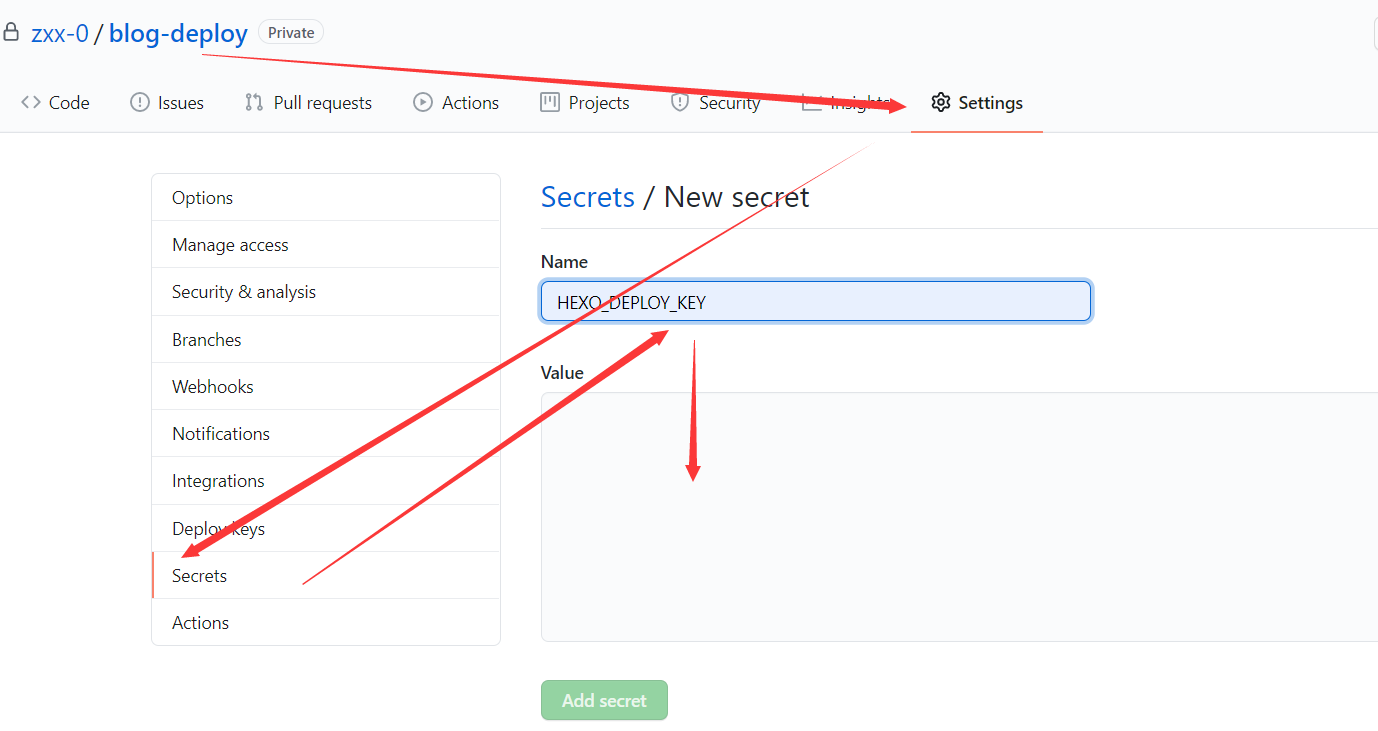 zxx-0 / blog-deploy Private
Code Issues Pull requests Actions Projects Security Insights Settings
Options
Manage access
Security & analysis
Branches
Webhooks
Notifications
Integrations
Deploy keys
Secrets
Actions
Secrets / New secret
Name
HEXO_DEPLOY_KEY
Value
Add secret